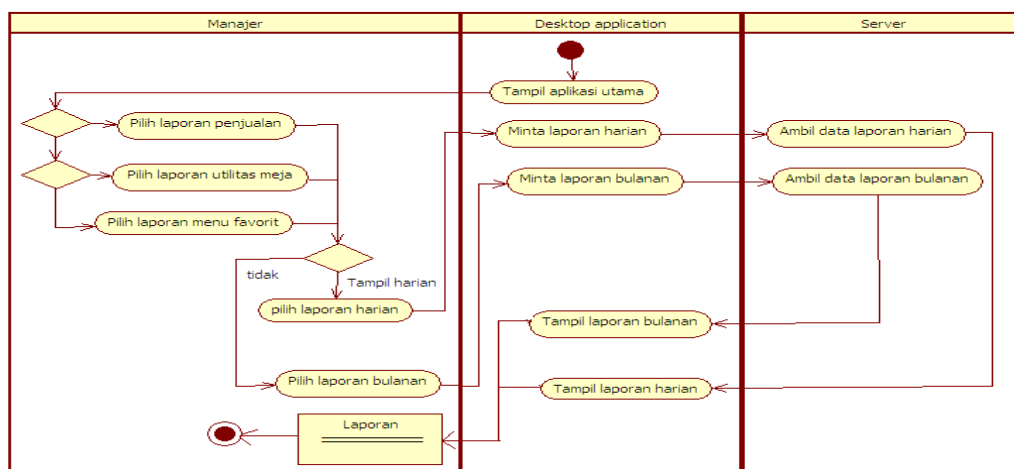 Manajer
Desktop application
Server
Tampil aplikasi utama
Pilih laporan penjualan
Minta laporan harian
Ambil data laporan harian
Pilih laporan utilitas meja
Minta laporan bulanan
Ambil data laporan bulanan
Pilih laporan menu favorit
tidak
Tampil harian
pilih laporan harian
Tampil laporan bulanan
Pilih laporan bulanan
Tampil laporan harian
Laporan